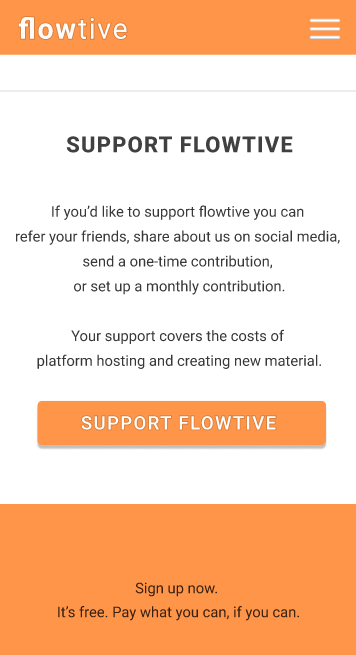 flowtive
SUPPORT FLOWTIVE
If you’d like to support flowtive you can
refer your friends, share about us on social media,
send a one-time contribution,
or set up a monthly contribution.
Your support covers the costs of
platform hosting and creating new material.
SUPPORT FLOWTIVE
Sign up now.
It’s free. Pay what you can, if you can.